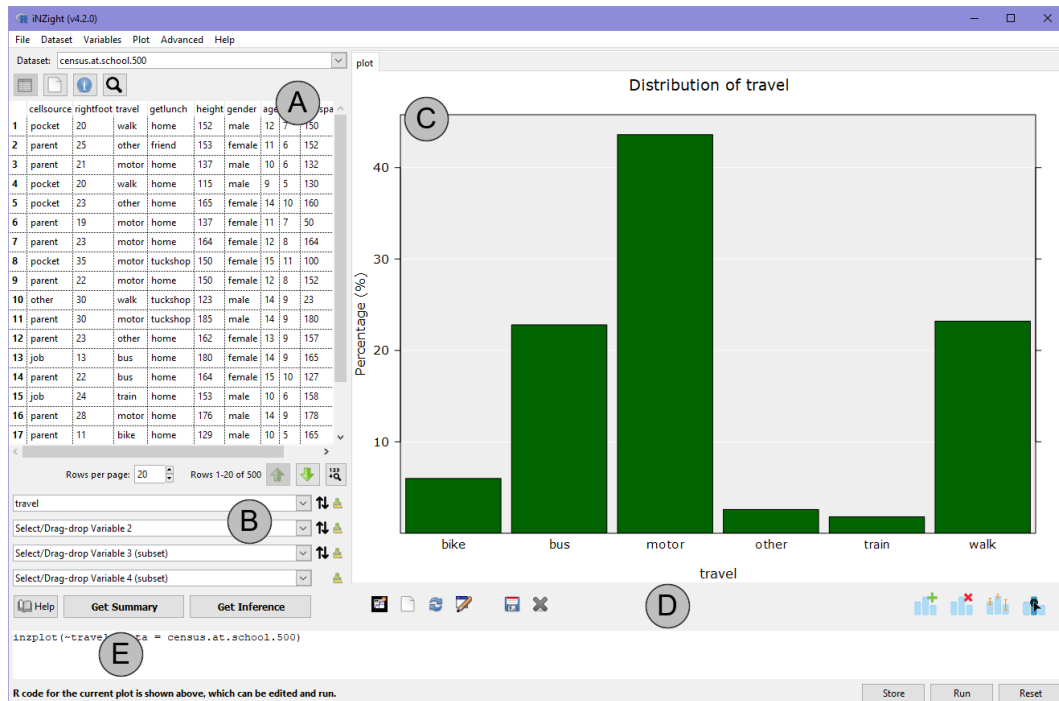 iNZight (v4.2.0)
File Dataset Variables Plot Advanced Help
Dataset: census.at.school.500
cellsource rightfoot travel getlunch height gender age A spa
1 pocket 20 walk home 152 male 12 7 150
2 parent 25 other friend 153 female 11 6 152
3 parent 21 motor home 137 male 10 6 132
4 pocket 20 walk home 115 male 9 5 130
5 pocket 23 other home 165 female 14 10 160
6 parent 19 motor home 137 female 11 7 50
7 parent 23 motor home 164 female 12 8 164
8 pocket 35 motor tuckshop 150 female 15 11 100
9 parent 22 motor home 150 female 12 8 152
10 other 30 walk tuckshop 123 male 14 9 23
11 parent 30 motor tuckshop 185 male 14 9 180
12 parent 23 other home 162 female 13 9 157
13 job 13 bus home 180 female 14 9 165
14 parent 22 bus home 164 female 15 10 127
15 job 24 train home 153 male 10 6 158
16 parent 28 motor home 176 male 14 9 178
17 parent 11 bike home 129 male 10 5 165
Rows per page: 20 Rows 1-20 of 500
travel
B
Select/Drag-drop Variable 2
Select/Drag-drop Variable 3 (subset)
Select/Drag-drop Variable 4 (subset)
Help Get Summary Get Inference
plot
Distribution of travel
C
Percentage (%)
40
30
20
10
bike bus motor other train walk
travel
D
inzplot(~travel ta = census.at.school.500)
E
R code for the current plot is shown above, which can be edited and run.
Store Run Reset